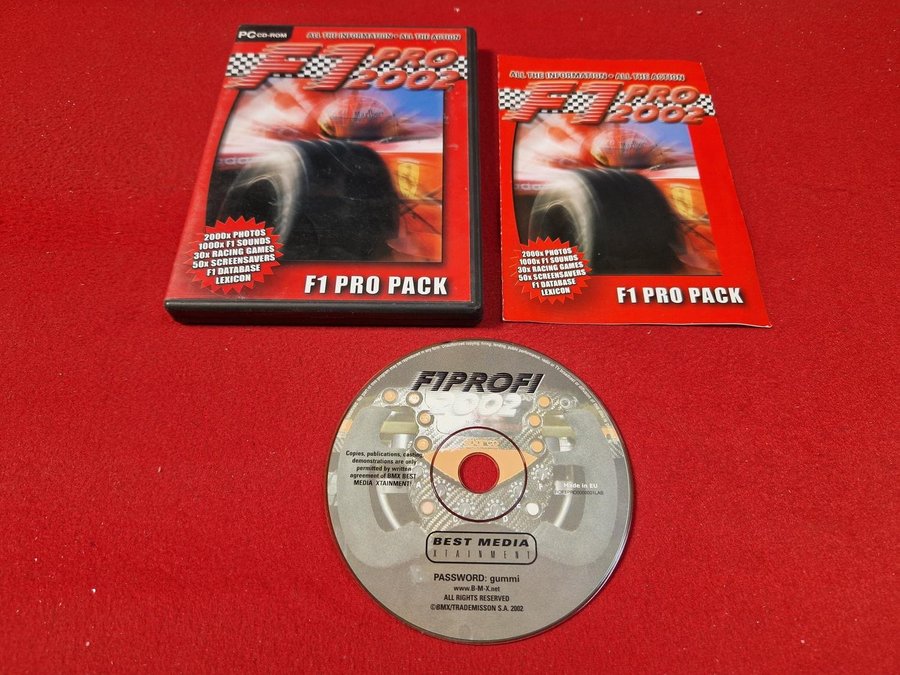 PC CD-ROM
ALL THE INFORMATION • ALL THE ACTION
F1 PRO
2002
2000x PHOTOS
1000x F1 SOUNDS
30x RACING GAMES
50x SCREENSAVERS
F1 DATABASE
LEXICON
F1 PRO PACK
ALL THE INFORMATION • ALL THE ACTION
F1 PRO
2002
2000x PHOTOS
1000x F1 SOUNDS
30x RACING GAMES
50x SCREENSAVERS
F1 DATABASE
LEXICON
F1 PRO PACK
F1PROFI
2002
sparco
Copies, publications, casting,
demonstrations are only
permitted by written
agreement of BMX BEST
MEDIA XTAINMENT!
Made in EU
BEST MEDIA
XTAINMENT
PASSWORD: gummi
www.B-M-X.net
ALL RIGHTS RESERVED
©BMX/TRADEMISSON S.A. 2002